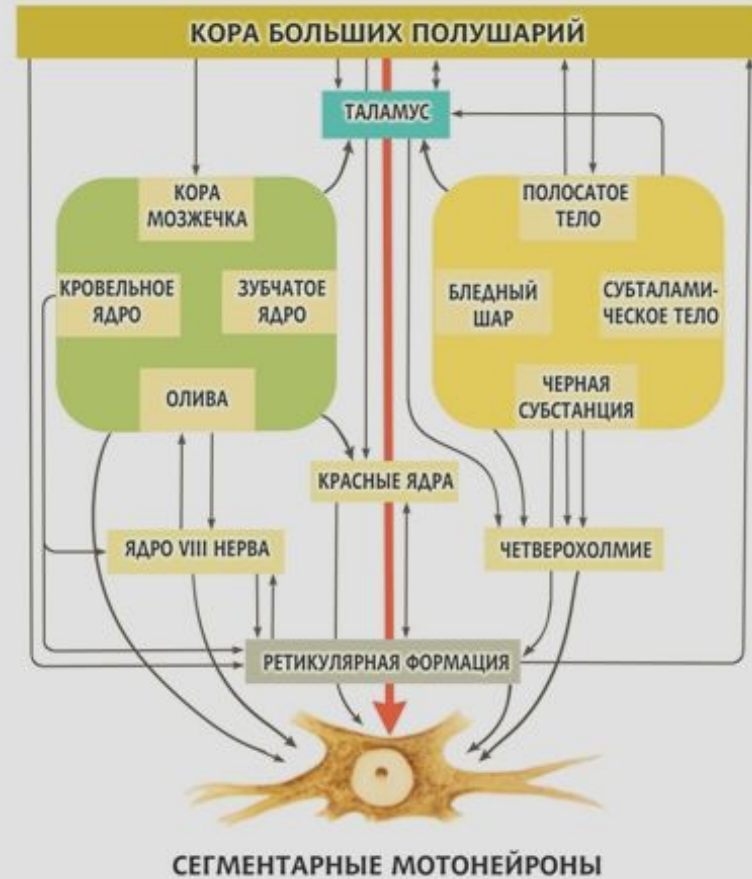 КОРА БОЛЬШИХ ПОЛУШАРИЙ
ТАЛАМУС
КОРА
МОЗЖЕЧКА
ПОЛОСАТОЕ
ТЕЛО
КРОВЕЛЬНОЕ
ЯДРО
ЗУБЧАТОЕ
ЯДРО
БЛЕДНЫЙ
ШАР
СУБТАЛАМИ-
ЧЕСКОЕ ТЕЛО
ОЛИВА
ЧЕРНАЯ
СУБСТАНЦИЯ
КРАСНЫЕ ЯДРА
ЯДРО VIII НЕРВА
ЧЕТВЕРОХОЛМИЕ
РЕТИКУЛЯРНАЯ ФОРМАЦИЯ
СЕГМЕНТАРНЫЕ МОТОНЕЙРОНЫ